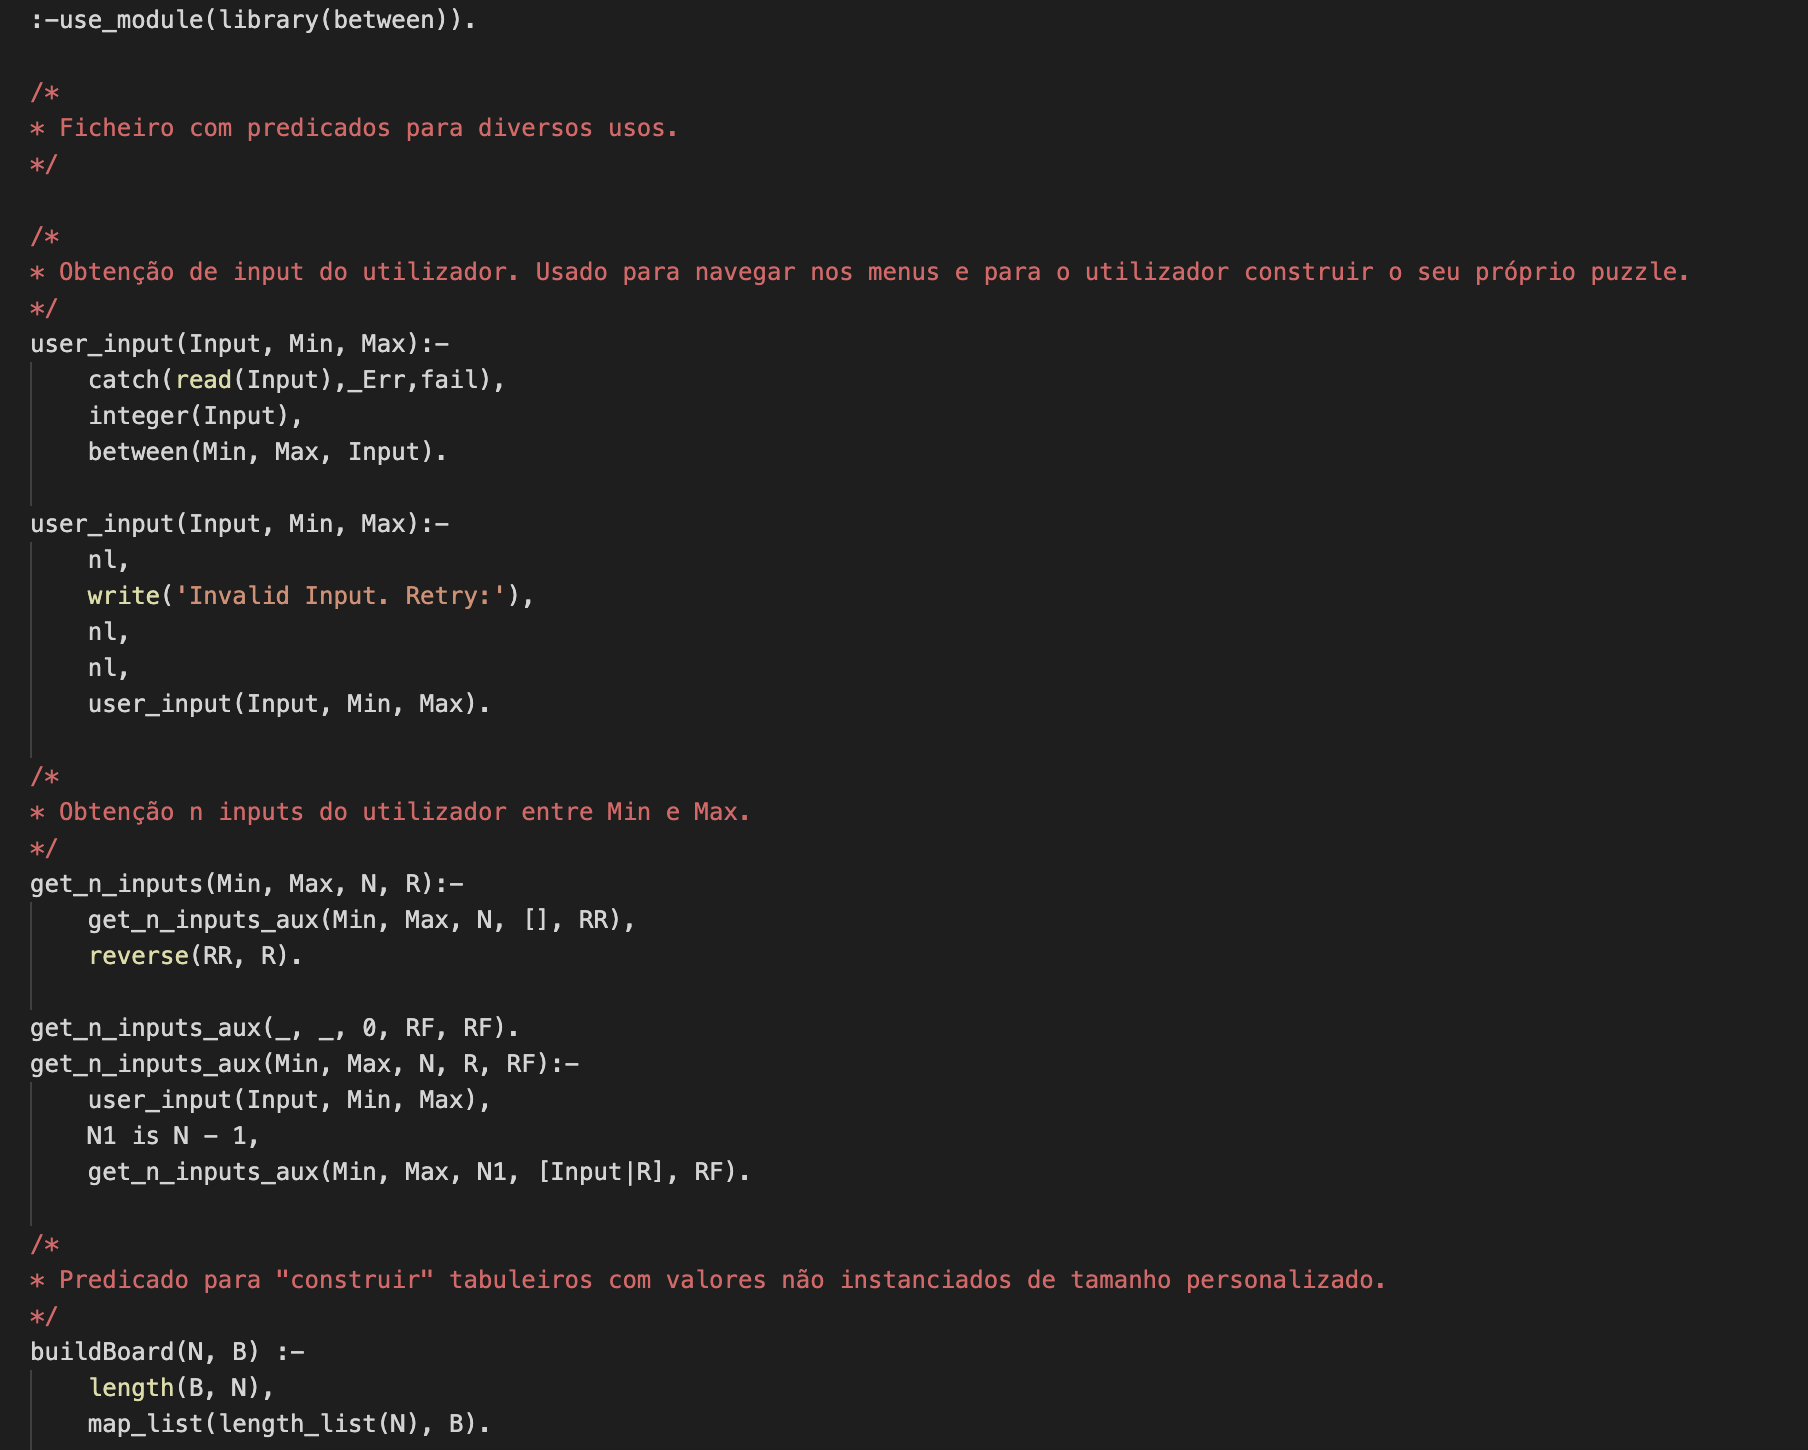 :-use_module(library(between)).
/*
* Ficheiro com predicados para diversos usos.
*/
/*
* Obtenção de input do utilizador. Usado para navegar nos menus e para o utilizador construir o seu próprio puzzle.
*/
user_input(Input, Min, Max):-
    catch(read(Input),_Err,fail),
    integer(Input),
    between(Min, Max, Input).
user_input(Input, Min, Max):-
    nl,
    write('Invalid Input. Retry:'),
    nl,
    nl,
    user_input(Input, Min, Max).
/*
* Obtenção n inputs do utilizador entre Min e Max.
*/
get_n_inputs(Min, Max, N, R):-
    get_n_inputs_aux(Min, Max, N, [], RR),
    reverse(RR, R).
get_n_inputs_aux(_, _, 0, RF, RF).
get_n_inputs_aux(Min, Max, N, R, RF):-
    user_input(Input, Min, Max),
    N1 is N - 1,
    get_n_inputs_aux(Min, Max, N1, [Input|R], RF).
/*
* Predicado para "construir" tabuleiros com valores não instanciados de tamanho personalizado.
*/
buildBoard(N, B) :-
    length(B, N),
    map_list(length_list(N), B).